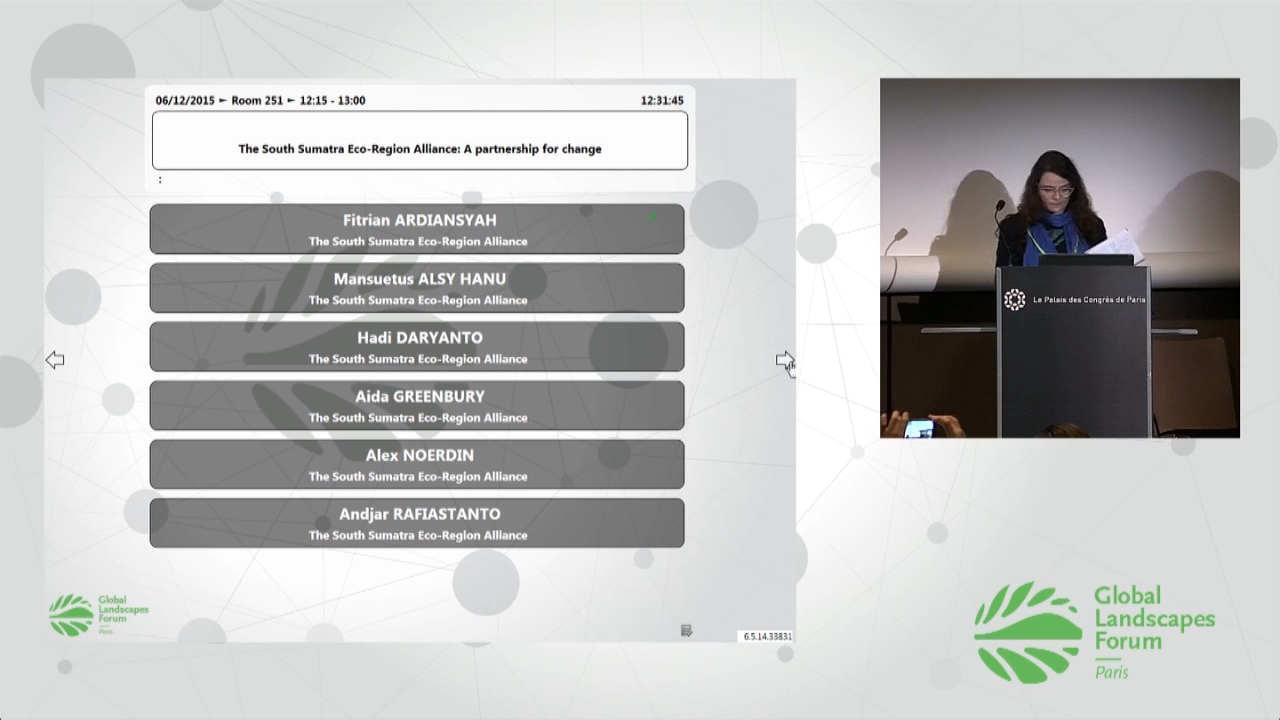 06/12/2015 ► Room 251 ► 12:15 - 13:00
12:31:45
The South Sumatra Eco-Region Alliance: A partnership for change
:
Fitrian ARDIANSYAH
The South Sumatra Eco-Region Alliance
Mansuetus ALSY HANU
The South Sumatra Eco-Region Alliance
Hadi DARYANTO
The South Sumatra Eco-Region Alliance
Aida GREENBURY
The South Sumatra Eco-Region Alliance
Alex NOERDIN
The South Sumatra Eco-Region Alliance
Andjar RAFIASTANTO
The South Sumatra Eco-Region Alliance
Global
Landscapes
Forum
Paris
6.5.14.33831
Le Palais des Congrès de Paris
Global
Landscapes
Forum
Paris